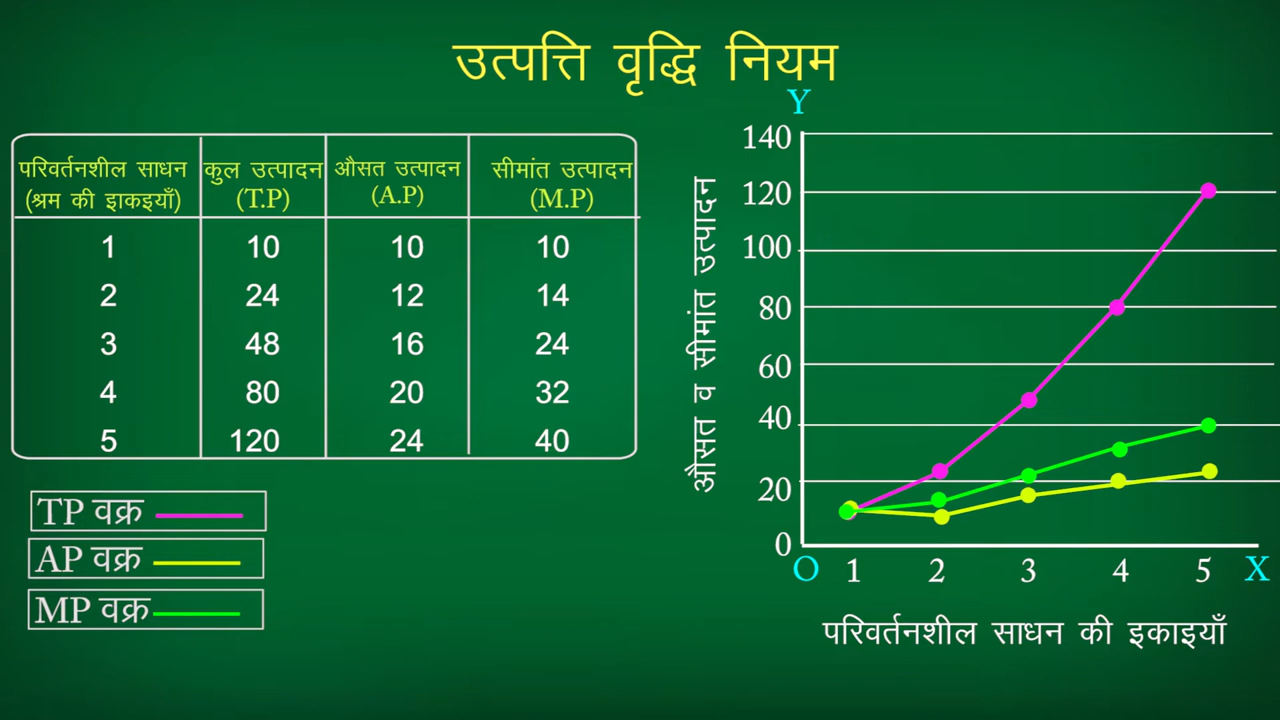 उत्पत्ति वृद्धि नियम
परिवर्तनशील साधन कुल उत्पादन औसत उत्पादन सीमांत उत्पादन
(श्रम की इाकइयाँ) (T.P) (A.P) (M.P)
1 10 10 10
2 24 12 14
3 48 16 24
4 80 20 32
5 120 24 40
TP वक्र
AP वक्र
MP वक्र
Y
140
120
100
80
60
40
20
0
औसत व सीमांत उत्पादन
O 1 2 3 4 5 X
परिवर्तनशील साधन की इकाइयाँ